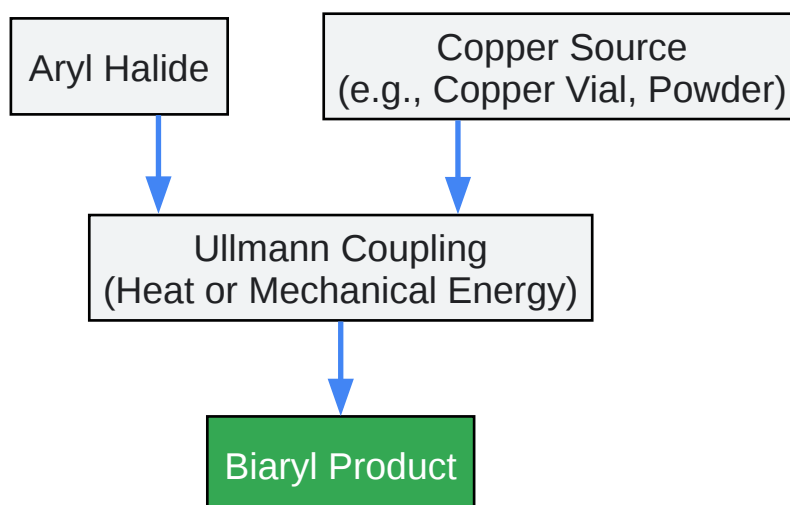 Aryl Halide
Copper Source
(e.g., Copper Vial, Powder)
Ullmann Coupling
(Heat or Mechanical Energy)
Biaryl Product